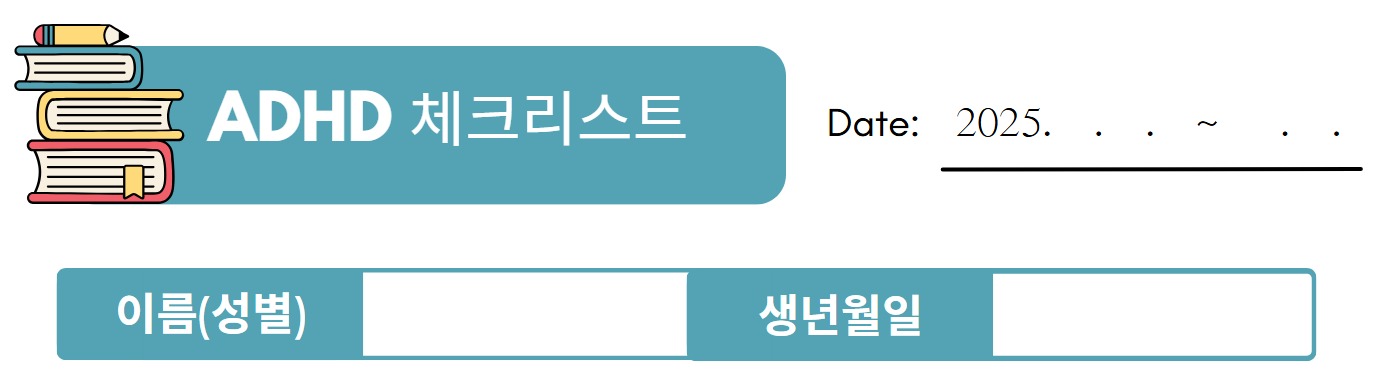 ADHD 체크리스트
Date: 2025. . . ~ . .
이름(성별)
생년월일